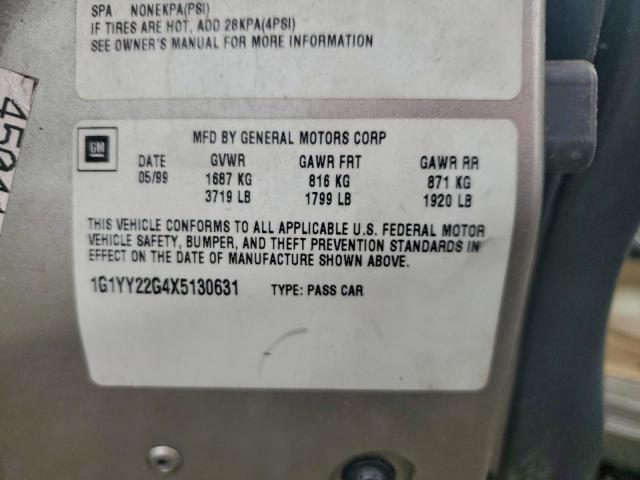 SPA NONEKPA(PSI)
IF TIRES ARE HOT, ADD 28KPA(4PSI)
SEE OWNER'S MANUAL FOR MORE INFORMATION
GM
MFD BY GENERAL MOTORS CORP
DATE GVWR GAWR FRT GAWR RR
05/99 1687 KG 816 KG 871 KG
3719 LB 1799 LB 1920 LB
THIS VEHICLE CONFORMS TO ALL APPLICABLE U.S. FEDERAL MOTOR
VEHICLE SAFETY, BUMPER, AND THEFT PREVENTION STANDARDS IN
EFFECT ON THE DATE OF MANUFACTURE SHOWN ABOVE.
1G1YY22G4X5130631 TYPE: PASS CAR